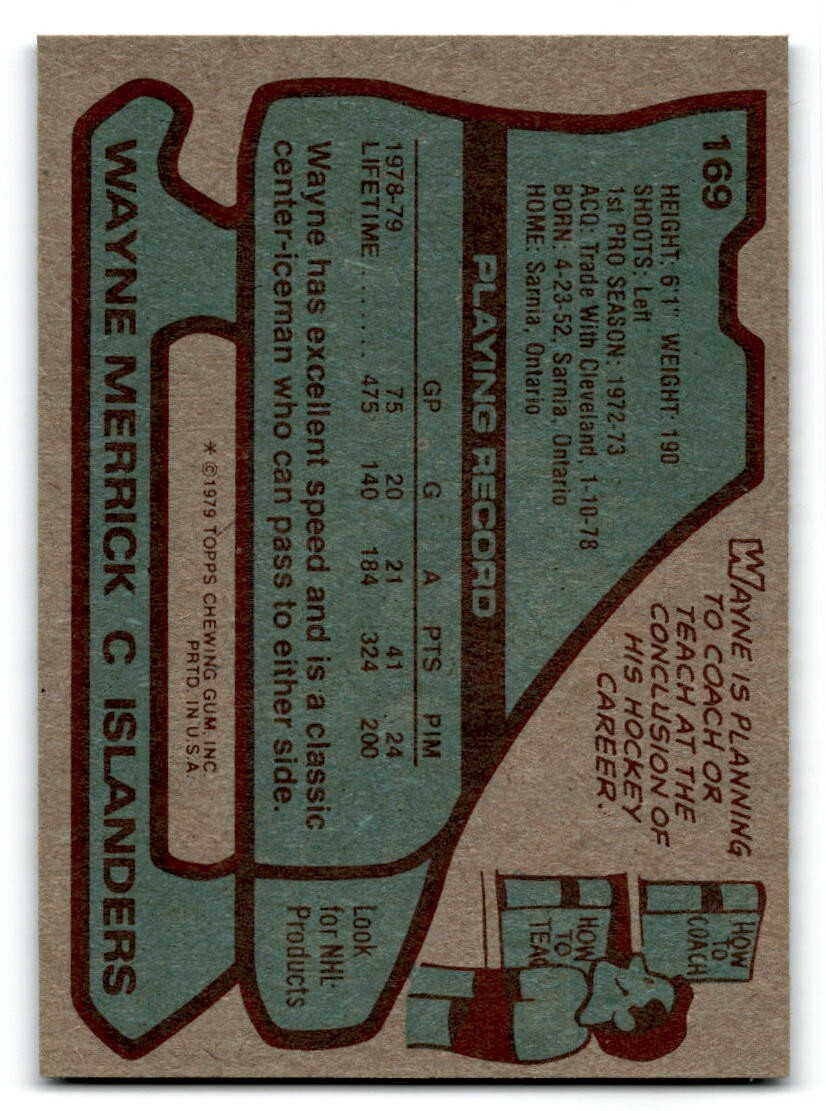 169
HEIGHT: 6'1" WEIGHT: 190
SHOOTS: Left
1st PRO SEASON: 1972-73
ACQ: Trade With Cleveland, 1-10-78
BORN: 4-23-52, Sarnia, Ontario
HOME: Sarnia, Ontario
WAYNE IS PLANNING
TO COACH OR
TEACH AT THE
CONCLUSION OF
HIS HOCKEY
CAREER.
HOW
TO
COACH
HOW
TO
TEAC
PLAYING RECORD
GP G A PTS PIM
1978-79 75 20 21 41 24
LIFETIME....... 475 140 184 324 200
Wayne has excellent speed and is a classic
center-iceman who can pass to either side.
Look
for NHL
Products
* ©1979 TOPPS CHEWING GUM, INC.
PRTD. IN U.S.A.
WAYNE MERRICK C ISLANDERS